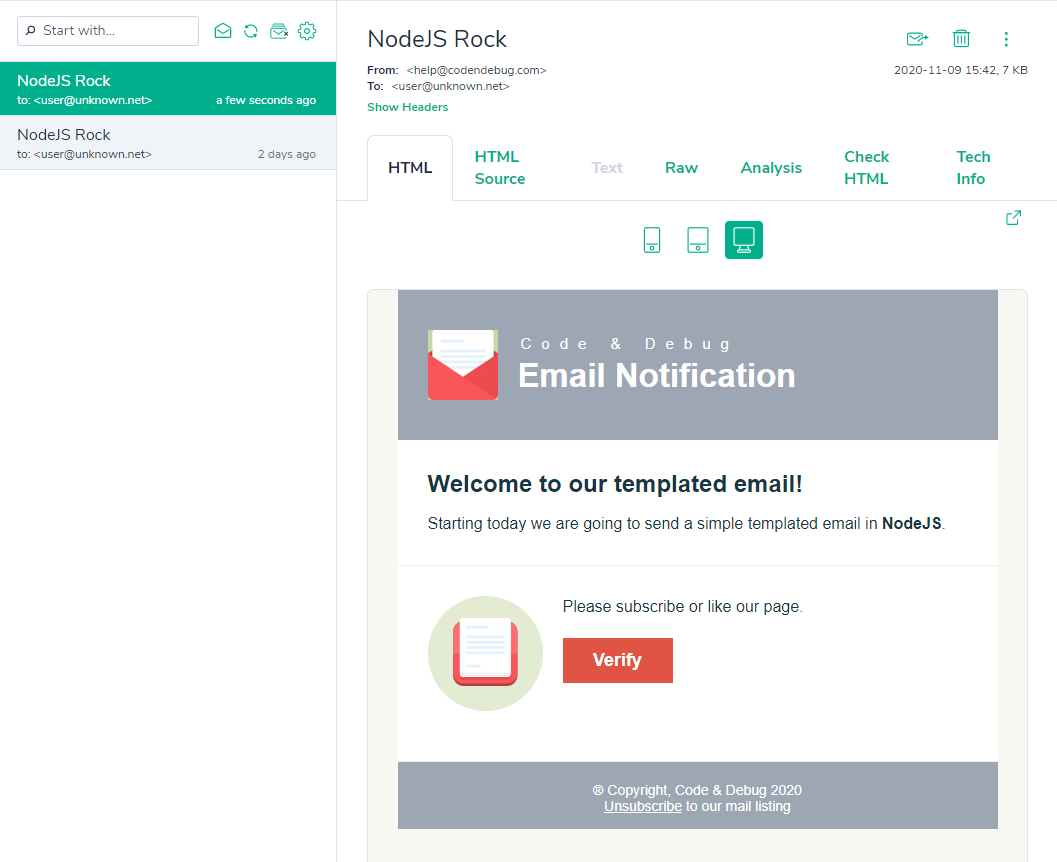 Start with...
NodeJS Rock
to: <user@unknown.net> a few seconds ago
NodeJS Rock
to: <user@unknown.net> 2 days ago
NodeJS Rock
From: <help@codendebug.com>
2020-11-09 15:42, 7 KB
To: <user@unknown.net>
Show Headers
HTML
HTML
Source
Text
Raw
Analysis
Check
HTML
Tech
Info
Code & Debug
Email Notification
Welcome to our templated email!
Starting today we are going to send a simple templated email in NodeJS.
Please subscribe or like our page.
Verify
® Copyright, Code & Debug 2020
Unsubscribe to our mail listing